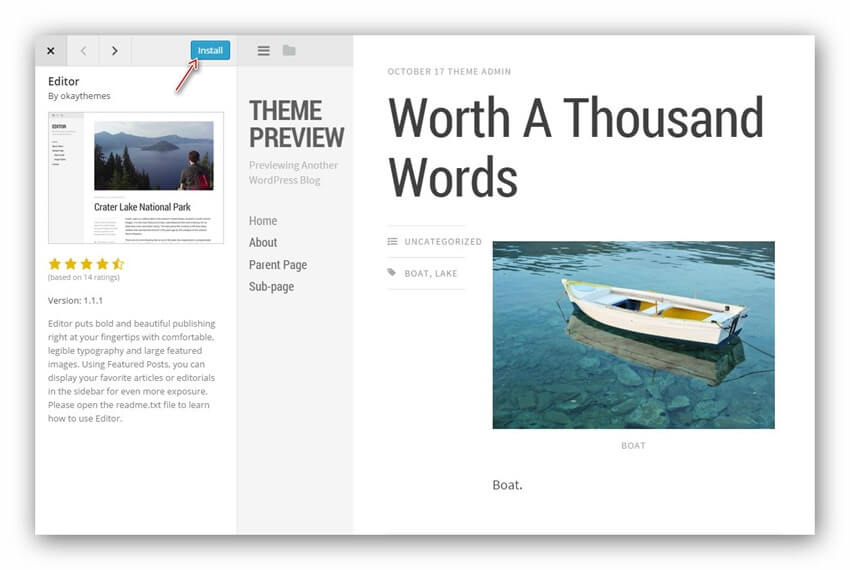 Install
Editor
By okaythemes
EDITOR
Crater Lake National Park
(based on 14 ratings)
Version: 1.1.1
Editor puts bold and beautiful publishing
right at your fingertips with comfortable,
legible typography and large featured
images. Using Featured Posts, you can
display your favorite articles or editorials
in the sidebar for even more exposure.
Please open the readme.txt file to learn
how to use Editor.
THEME
PREVIEW
Previewing Another
WordPress Blog
Home
About
Parent Page
Sub-page
OCTOBER 17 THEME ADMIN
Worth A Thousand
Words
UNCATEGORIZED
BOAT, LAKE
BOAT
Boat.